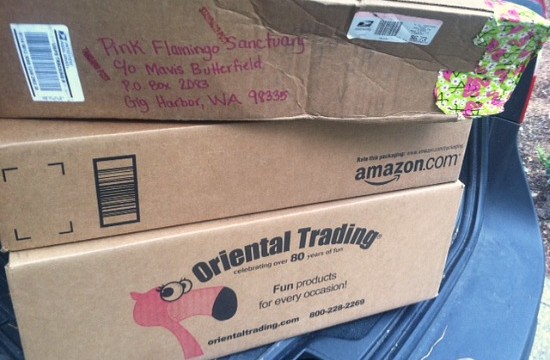 Pink Flamingo Sanctuary
c/o Mavis Butterfield
P.O. Box 2083
Gig Harbor, WA 98335
amazon.com
Oriental Trading
celebrating over 80 years of fun
Fun products
for every occasion!
orientaltrading.com 800-228-2269